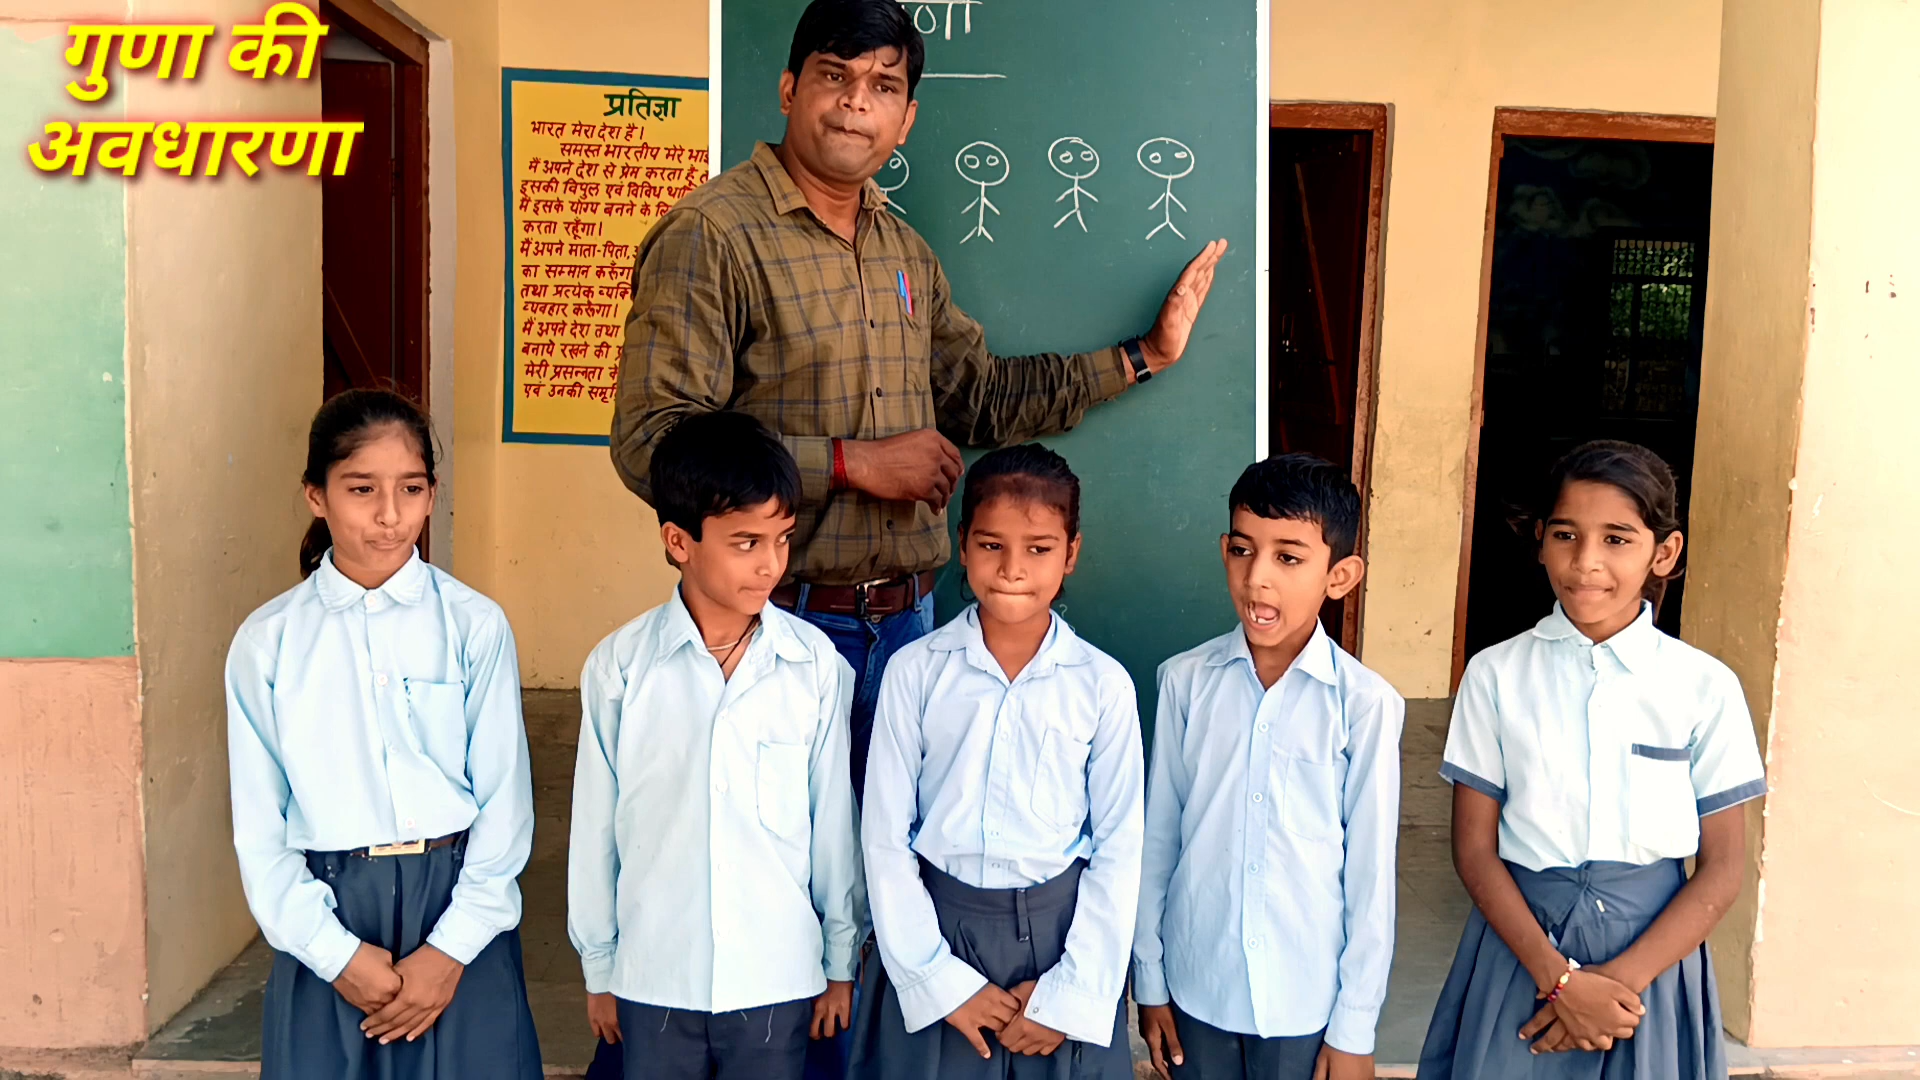 गुणा की
अवधारणा
प्रतिज्ञा
भारत मेरा देश है।
समस्त भारतीय मेरे भाई
मैं अपने देश से प्रेम करता हूँ
इसकी विपुल एवं विविध
मैं इसके योग्य बनने के
करता रहूँगा।
मैं अपने माता-पिता,
का सम्मान करूँगा
तथा प्रत्येक
व्यवहार करूँगा।
मैं अपने देश तथा
बनाये रखने की
मेरी प्रसन्नता
एवं उनकी